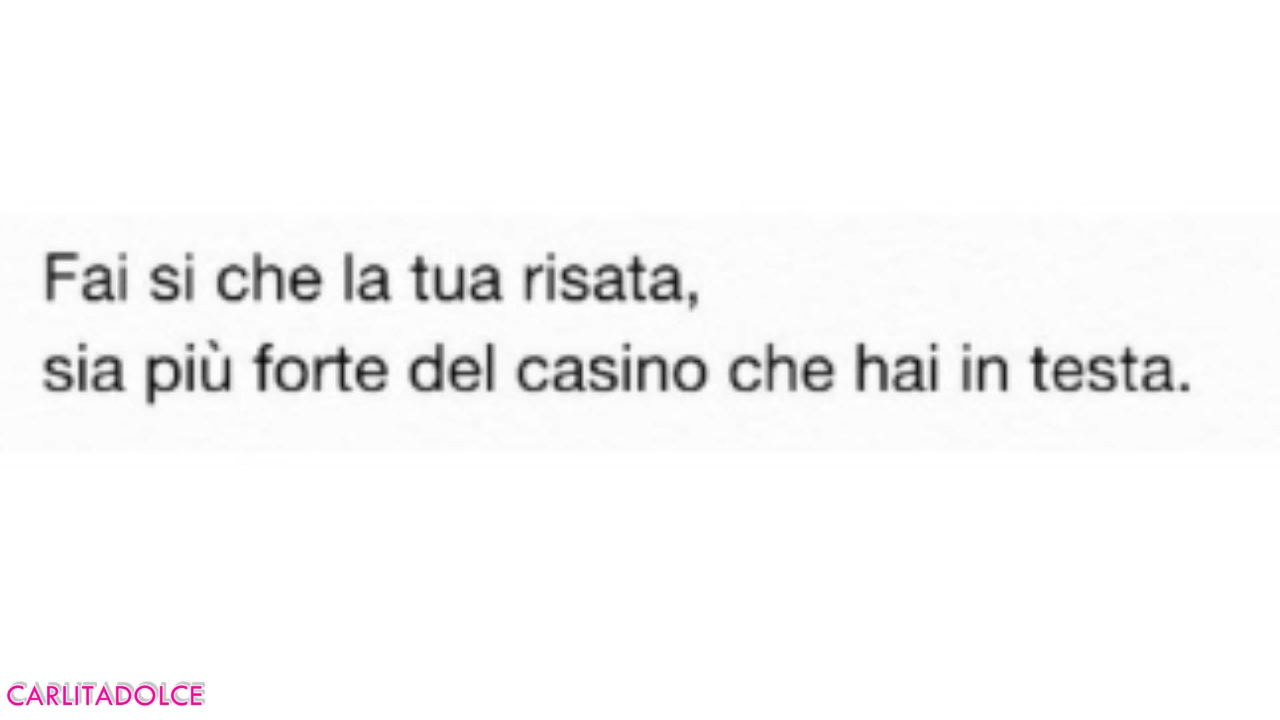 Fai si che la tua risata,
sia più forte del casino che hai in testa.
CARLITADOLCE